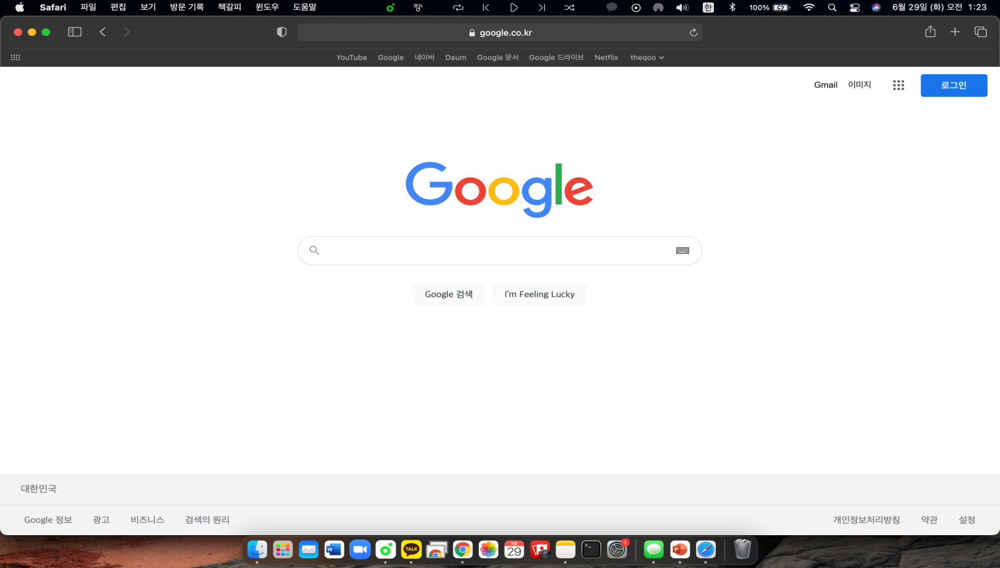 Safari 파일 편집 보기 방문 기록 책갈피 윈도우 도움말 한 100% 6월 29일 (화) 오전 1:23
google.co.kr
YouTube Google 네이버 Daum Google 문서 Google 드라이브 Netflix theqoo
Gmail 이미지 로그인
Google
Google 검색 I'm Feeling Lucky
대한민국
Google 정보 광고 비즈니스 검색의 원리 개인정보처리방침 약관 설정
W TALK 6월 29 >_ 1 P